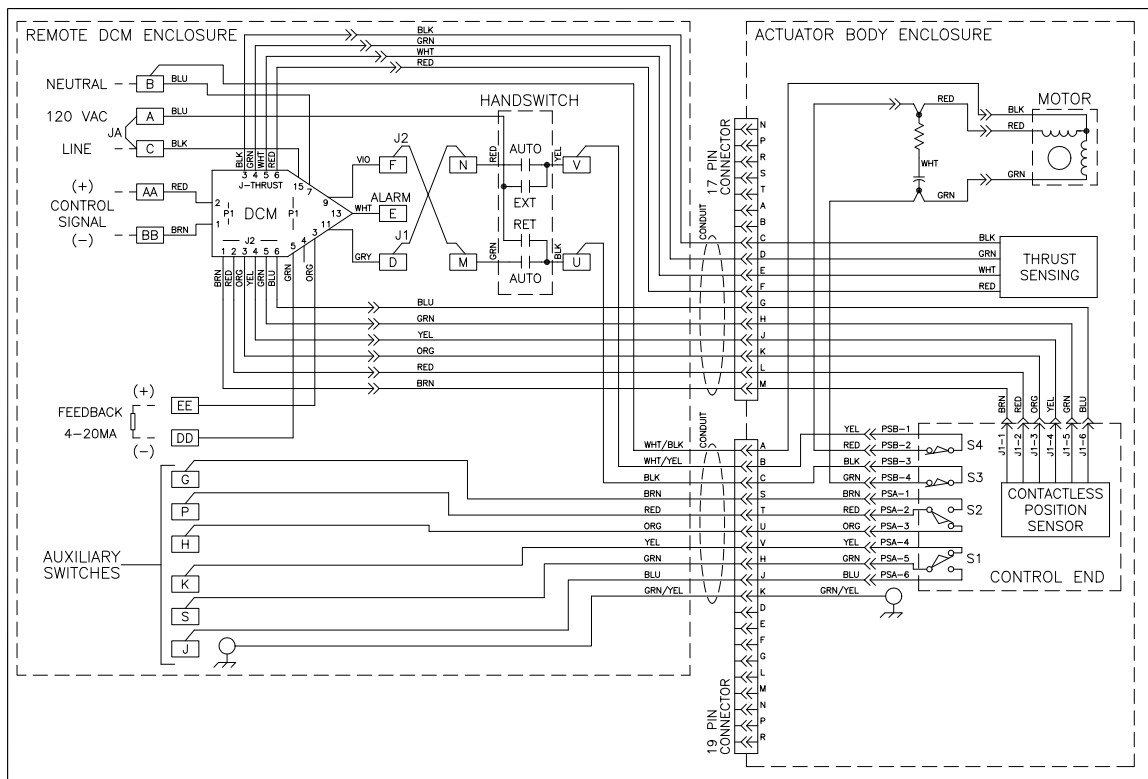 REMOTE DCM ENCLOSURE
ACTUATOR BODY ENCLOSURE
BLK
GRN
WHT
RED
NEUTRAL
B
BLU
120 VAC
A
BLU
JA
LINE
C
BLK
(+)
AA
RED
CONTROL
SIGNAL
(-)
BB
BRN
BLK
GRN
WHT
RED
3 4 5 6
J-THRUST
15
7
2
1
P1
DCM
P1
9
13
11
3
4
5
J2
1 2 3 4 5 6
BRN
RED
ORG
YEL
GRN
BLU
GRN
ORG
VIO
F
J2
ALARM
WHT
E
J1
GRY
D
N
M
HANDSWITCH
RED
AUTO
EXT
RET
AUTO
GRN
YEL
V
BLK
U
17 PIN
CONNECTOR
N
P
R
S
T
A
B
C
D
E
F
G
H
J
K
L
M
CONDUIT
BLU
GRN
YEL
ORG
RED
BRN
RED
WHT
GRN
MOTOR
BLK
RED
GRN
BLK
GRN
WHT
RED
THRUST
SENSING
(+)
EE
FEEDBACK
4-20MA
DD
(-)
AUXILIARY
SWITCHES
G
P
H
K
S
J
CONDUIT
WHT/BLK
WHT/YEL
BLK
BRN
RED
ORG
YEL
GRN
BLU
GRN/YEL
A
B
C
S
T
U
V
H
J
K
D
E
F
G
L
M
N
P
R
19 PIN
CONNECTOR
YEL PSB-1
RED PSB-2
BLK PSB-3
GRN PSB-4
BRN PSA-1
RED PSA-2
ORG PSA-3
YEL PSA-4
GRN PSA-5
BLU PSA-6
GRN/YEL
S4
S3
S2
S1
BRN
RED
ORG
YEL
GRN
BLU
J1-1
J1-2
J1-3
J1-4
J1-5
J1-6
CONTACTLESS
POSITION
SENSOR
CONTROL END